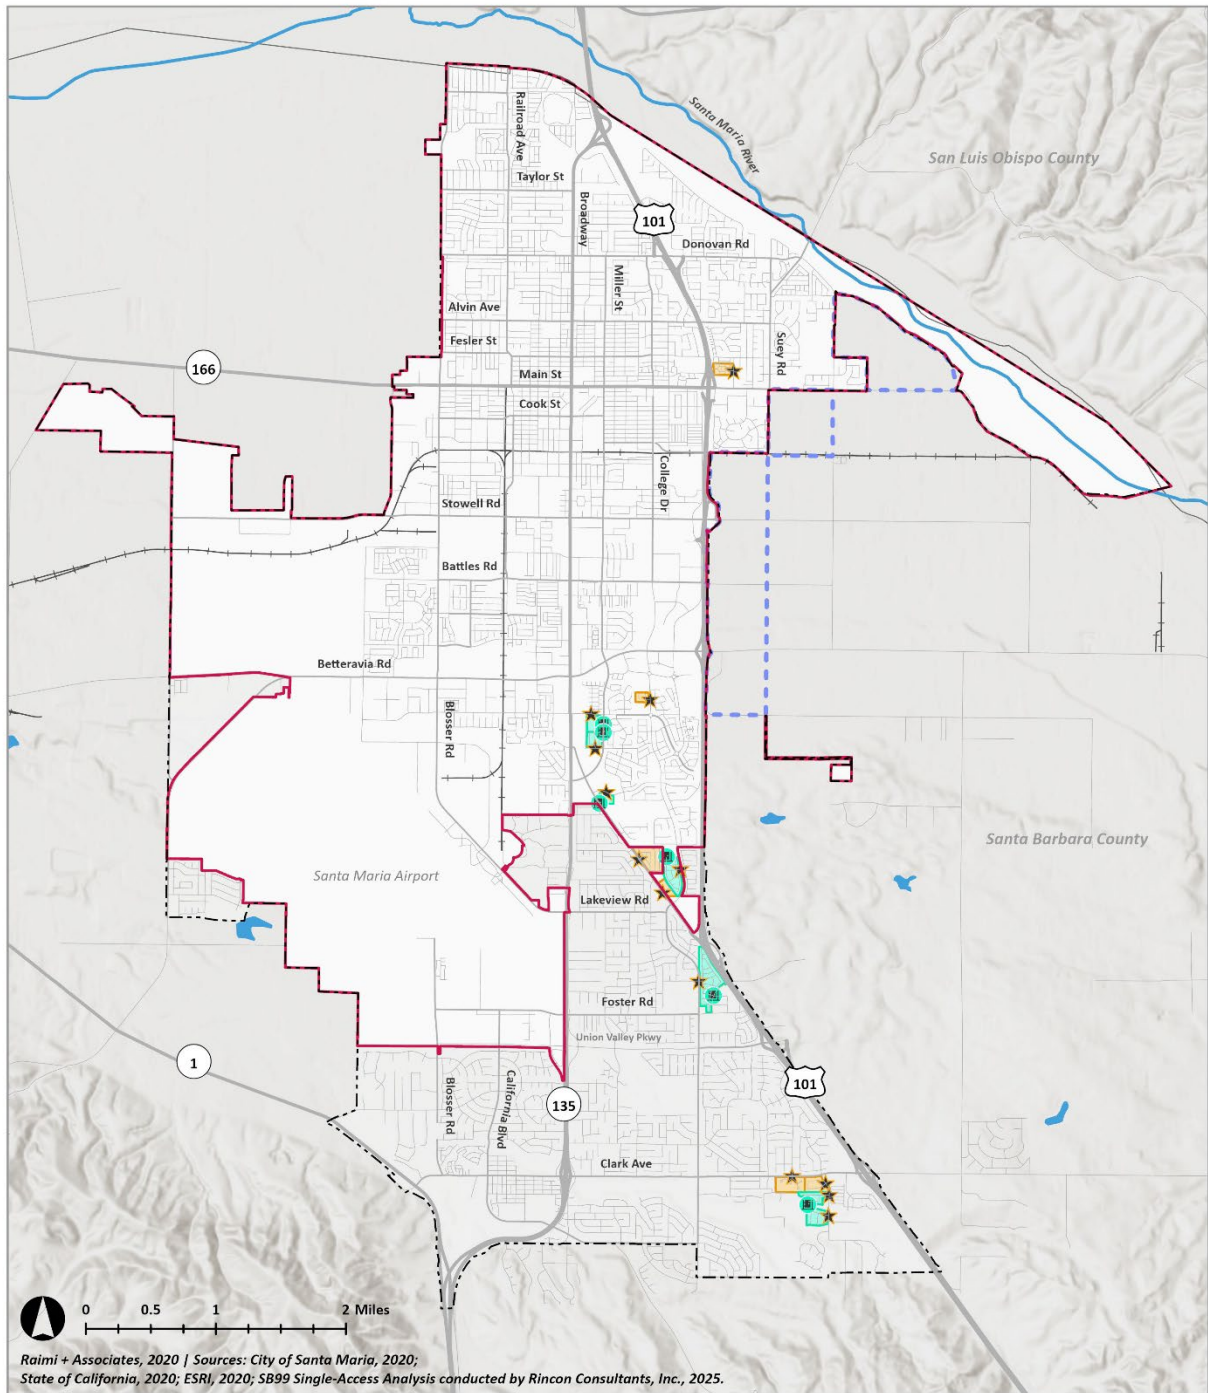 Santa Maria River
San Luis Obispo County
Railroad Ave
Taylor St
Broadway
101
Donovan Rd
Miller St
Alvin Ave
Fesler St
Suey Rd
166
Main St
Cook St
College Dr
Stowell Rd
Battles Rd
Betteravia Rd
Blosser Rd
Santa Barbara County
Santa Maria Airport
Lakeview Rd
Foster Rd
Union Valley Pkwy
1
101
Blosser Rd
California Blvd
135
Clark Ave
0 0.5 1 2 Miles
Raimi + Associates, 2020 | Sources: City of Santa Maria, 2020;
State of California, 2020; ESRI, 2020; SB99 Single-Access Analysis conducted by Rincon Consultants, Inc., 2025.